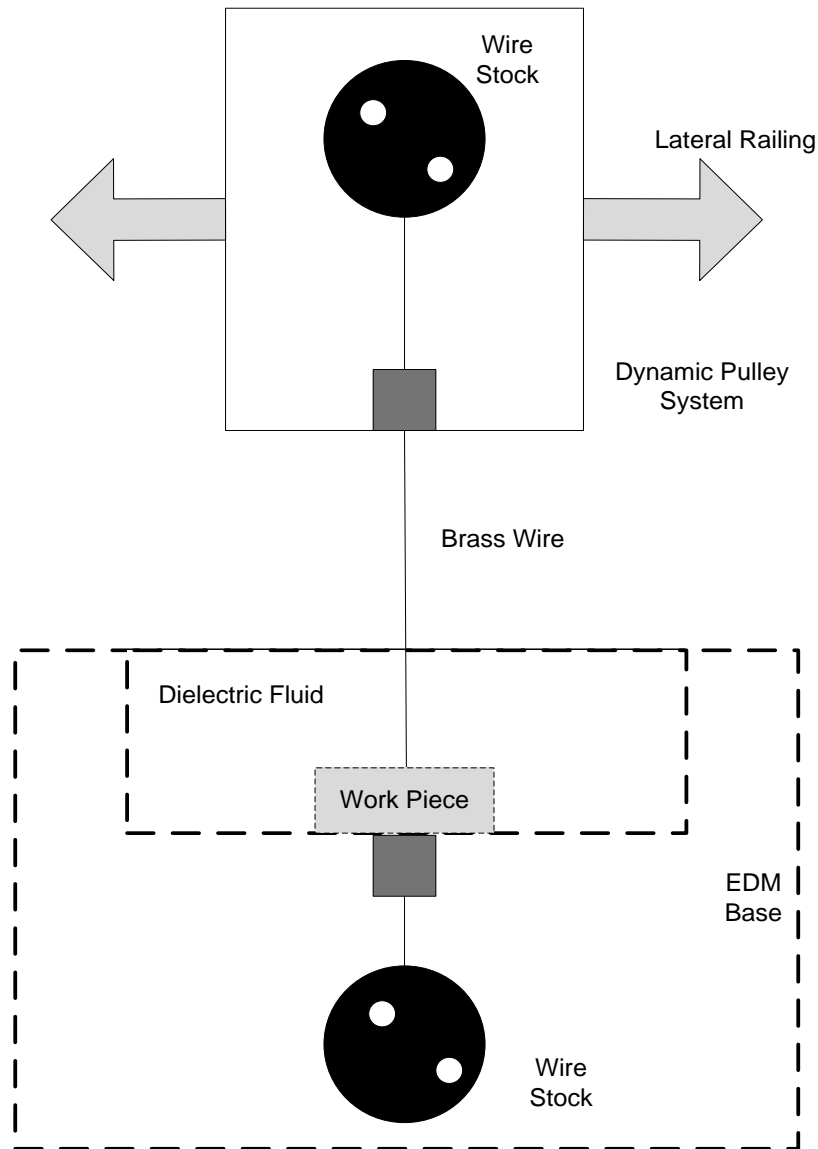 Wire
Stock
Lateral Railing
Dynamic Pulley
System
Brass Wire
Dielectric Fluid
Work Piece
EDM
Base
Wire
Stock